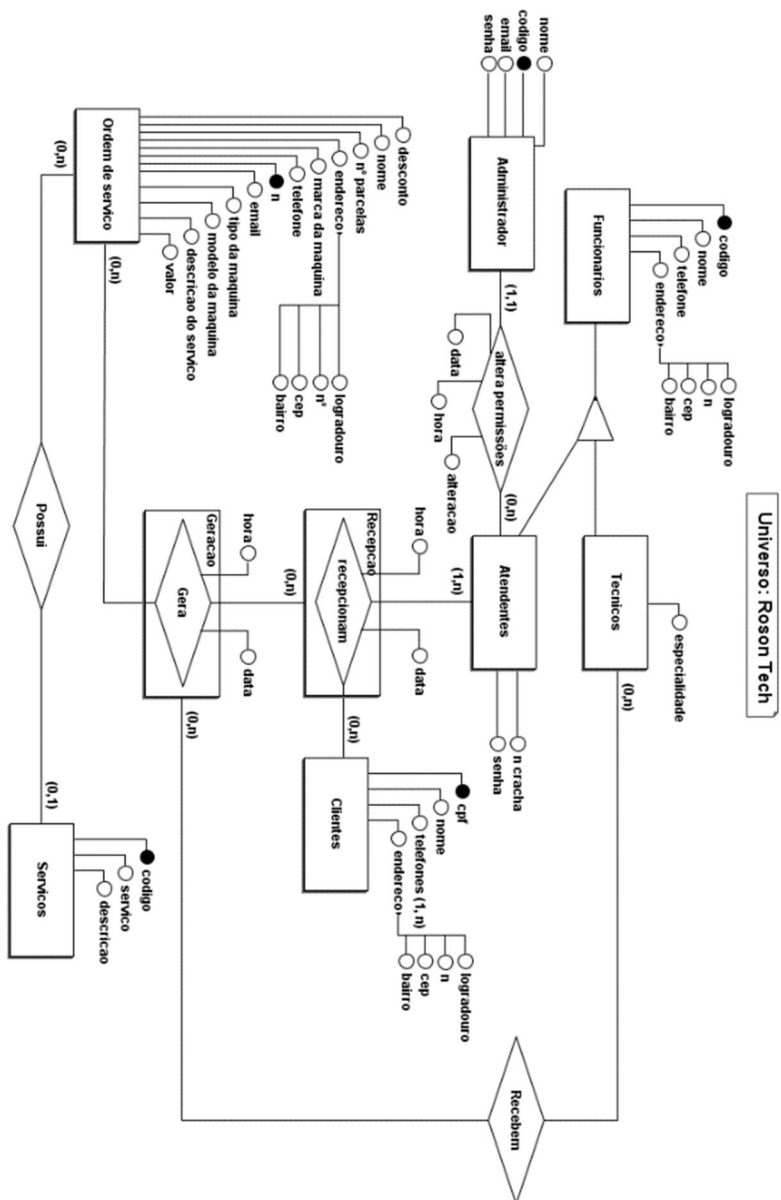 Universo: Roson Tech
Funcionarios
codigo
nome
telefone
endereco
logradouro
n
cep
bairro
Tecnicos
especialidade
(0,n)
Recebem
nome
codigo
email
senha
Administrador
(1,1)
altera permissões
data
hora
alteracao
(0,n)
Atendentes
n cracha
senha
(1,n)
Recepcao
recepcionam
hora
data
(0,n)
(0,n)
Clientes
cpf
nome
telefones (1, n)
endereco
logradouro
n
cep
bairro
Geracao
Gera
hora
data
(0,n)
desconto
nome
n° parcelas
endereco
logradouro
n°
cep
bairro
marca da maquina
telefone
n
email
tipo da maquina
modelo da maquina
descricao do servico
valor
Ordem de servico
(0,n)
(0,n)
Possui
(0,1)
Servicos
codigo
servico
descricao